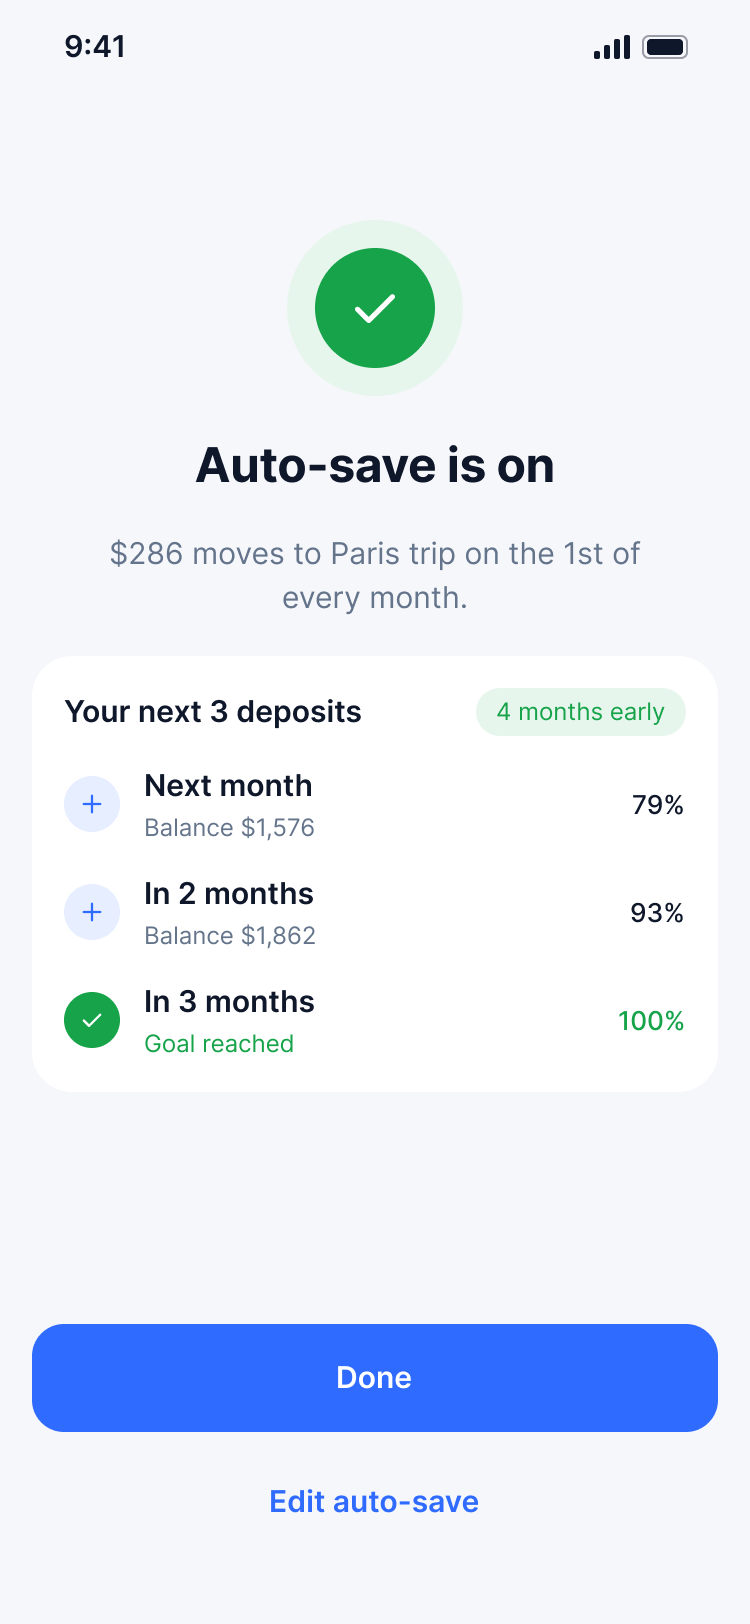 9:41
Auto-save is on
$286 moves to Paris trip on the 1st of
every month.
Your next 3 deposits
4 months early
Next month
Balance $1,576
79%
In 2 months
Balance $1,862
93%
In 3 months
Goal reached
100%
Done
Edit auto-save